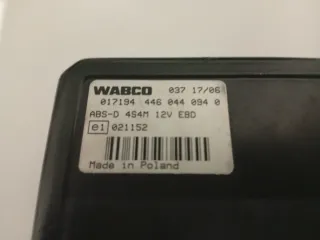 WABCO 037 17/06
017194 446 044 094 0
ABS-D 4S4M 12V EBD
e1 021152
Made in Poland